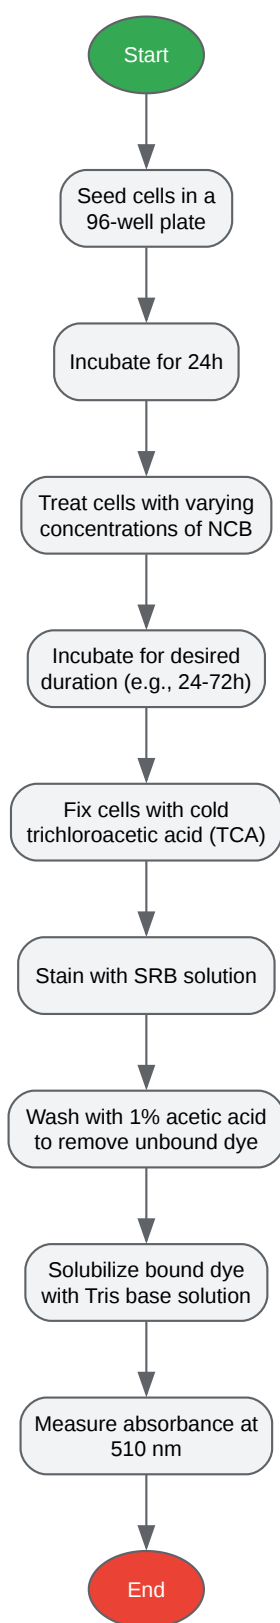 Start
Seed cells in a
96-well plate
Incubate for 24h
Treat cells with varying
concentrations of NCB
Incubate for desired
duration (e.g., 24-72h)
Fix cells with cold
trichloroacetic acid (TCA)
Stain with SRB solution
Wash with 1% acetic acid
to remove unbound dye
Solubilize bound dye
with Tris base solution
Measure absorbance at
510 nm
End